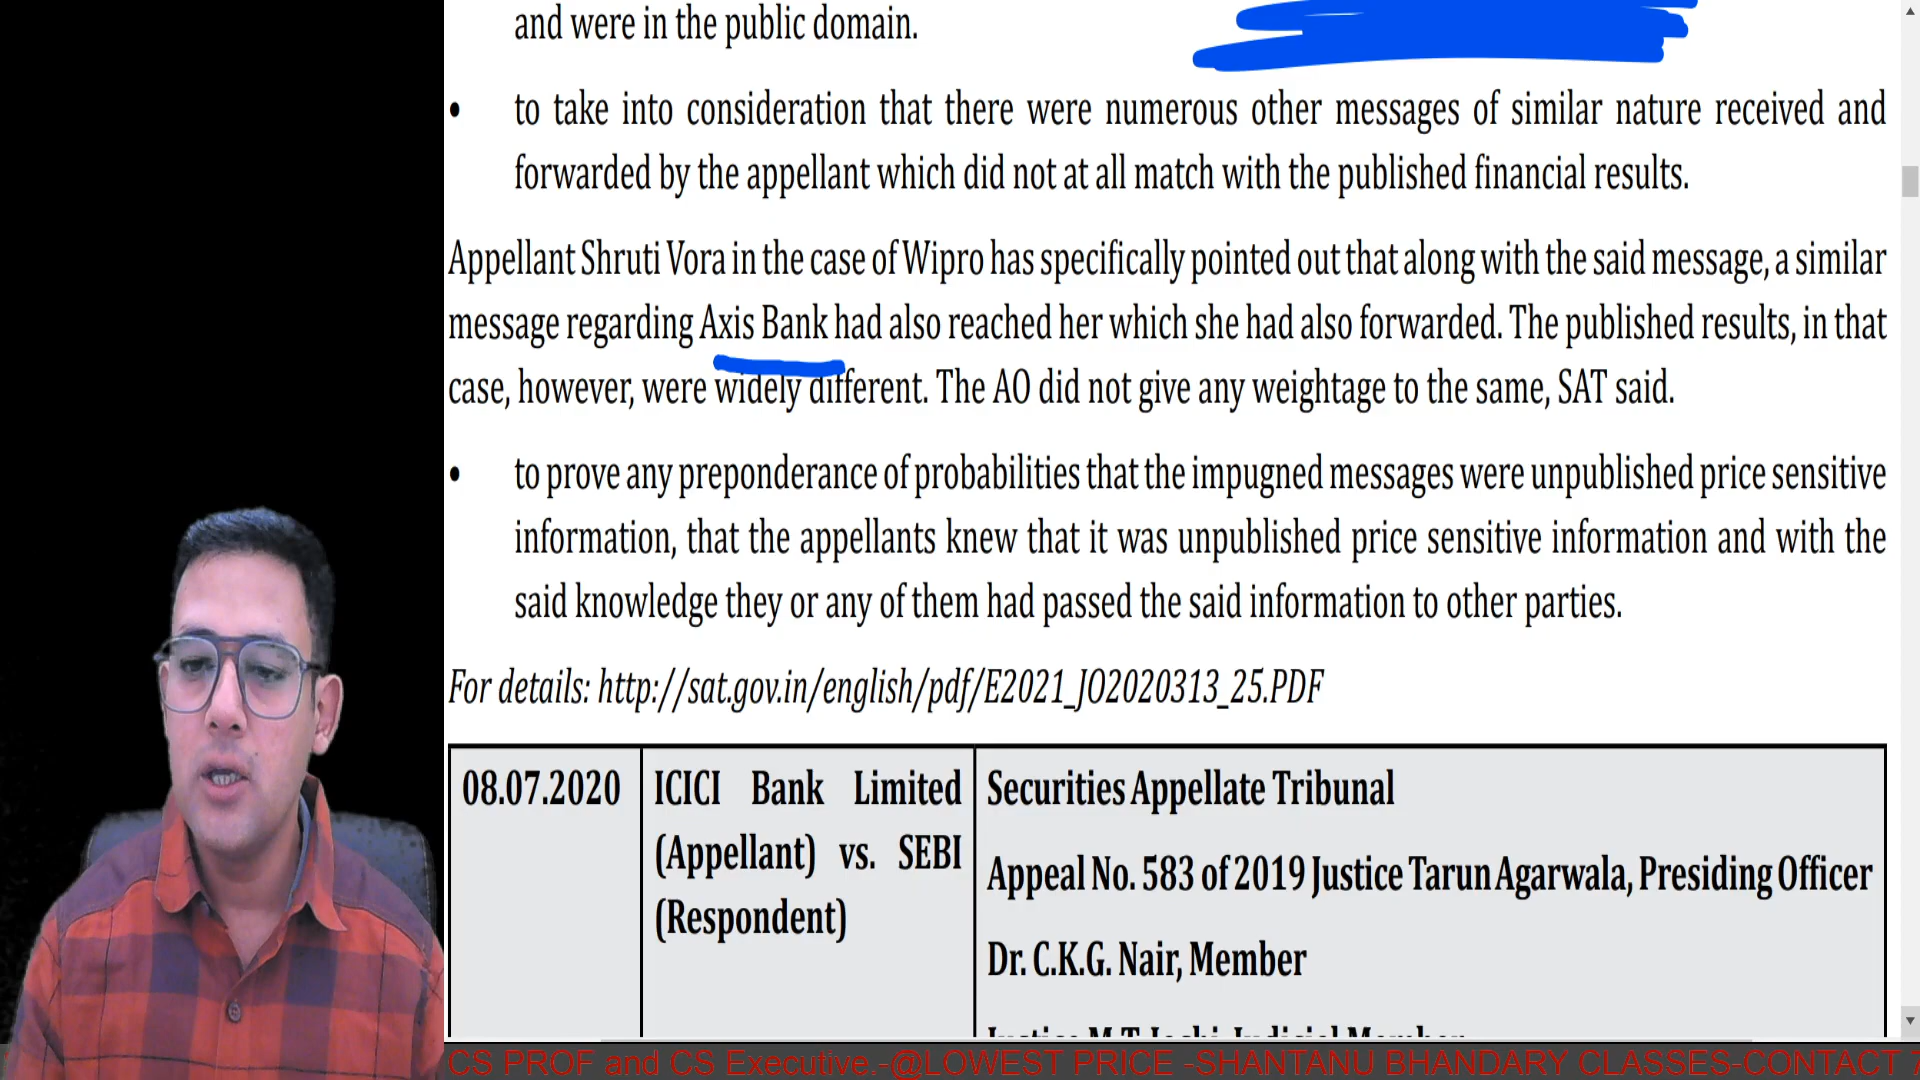 and were in the public domain.
• to take into consideration that there were numerous other messages of similar nature received and
forwarded by the appellant which did not at all match with the published financial results.
Appellant Shruti Vora in the case of Wipro has specifically pointed out that along with the said message, a similar
message regarding Axis Bank had also reached her which she had also forwarded. The published results, in that
case, however, were widely different. The AO did not give any weightage to the same, SAT said.
• to prove any preponderance of probabilities that the impugned messages were unpublished price sensitive
information, that the appellants knew that it was unpublished price sensitive information and with the
said knowledge they or any of them had passed the said information to other parties.
For details: http://sat.gov.in/english/pdf/E2021_JO2020313_25.PDF
08.07.2020
ICICI Bank Limited
(Appellant) vs. SEBI
(Respondent)
Securities Appellate Tribunal
Appeal No. 583 of 2019 Justice Tarun Agarwala, Presiding Officer
Dr. C.K.G. Nair, Member
Justice M.T. Joshi, Judicial Member
CS PROF and CS Executive.-@LOWEST PRICE -SHANTANU BHANDARY CLASSES-CONTACT 7